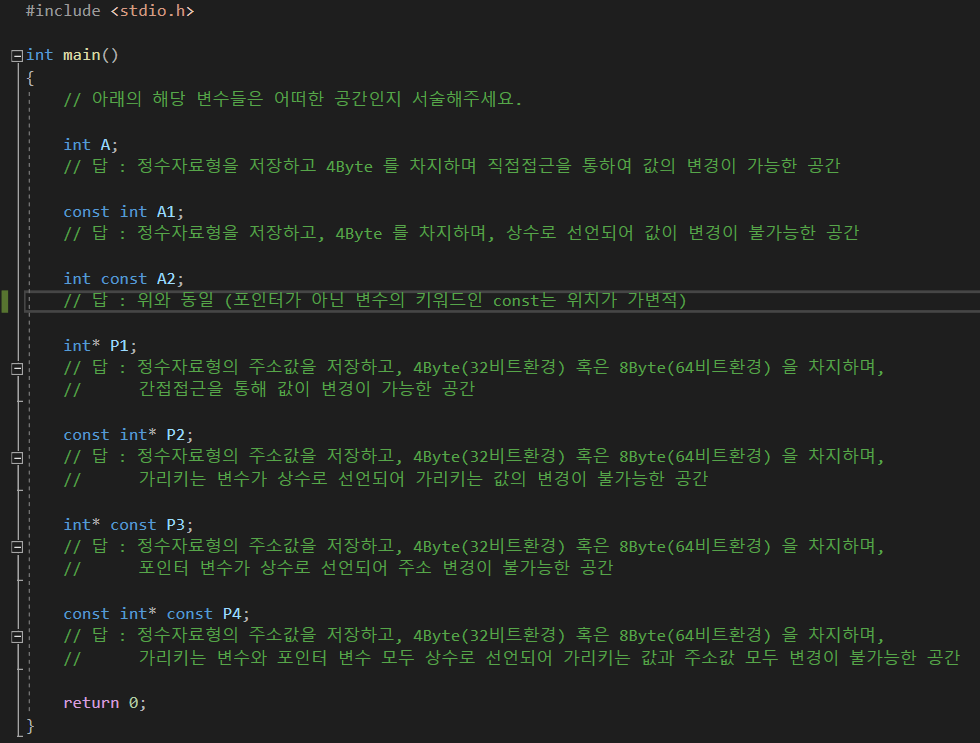 #include <stdio.h>
int main()
{
// 아래의 해당 변수들은 어떠한 공간인지 서술해주세요.
int A;
// 답 : 정수자료형을 저장하고 4Byte 를 차지하며 직접접근을 통하여 값의 변경이 가능한 공간
const int A1;
// 답 : 정수자료형을 저장하고, 4Byte 를 차지하며, 상수로 선언되어 값이 변경이 불가능한 공간
int const A2;
// 답 : 위와 동일 (포인터가 아닌 변수의 키워드인 const는 위치가 가변적)
int* P1;
// 답 : 정수자료형의 주소값을 저장하고, 4Byte(32비트환경) 혹은 8Byte(64비트환경) 을 차지하며,
// 간접접근을 통해 값이 변경이 가능한 공간
const int* P2;
// 답 : 정수자료형의 주소값을 저장하고, 4Byte(32비트환경) 혹은 8Byte(64비트환경) 을 차지하며,
// 가리키는 변수가 상수로 선언되어 가리키는 값의 변경이 불가능한 공간
int* const P3;
// 답 : 정수자료형의 주소값을 저장하고, 4Byte(32비트환경) 혹은 8Byte(64비트환경) 을 차지하며,
// 포인터 변수가 상수로 선언되어 주소 변경이 불가능한 공간
const int* const P4;
// 답 : 정수자료형의 주소값을 저장하고, 4Byte(32비트환경) 혹은 8Byte(64비트환경) 을 차지하며,
// 가리키는 변수와 포인터 변수 모두 상수로 선언되어 가리키는 값과 주소값 모두 변경이 불가능한 공간
return 0;
}